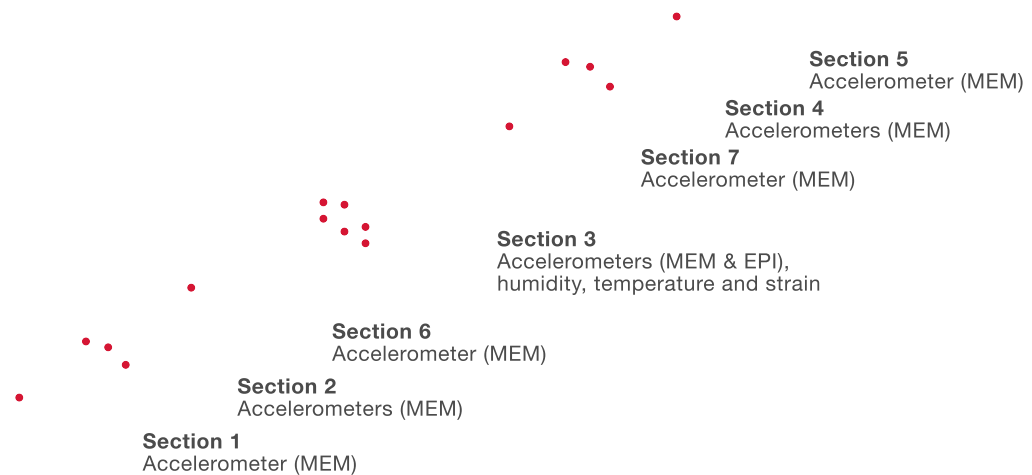 Section 5
Accelerometer (MEM)
Section 4
Accelerometers (MEM)
Section 7
Accelerometer (MEM)
Section 3
Accelerometers (MEM & EPI),
humidity, temperature and strain
Section 6
Accelerometer (MEM)
Section 2
Accelerometers (MEM)
Section 1
Accelerometer (MEM)